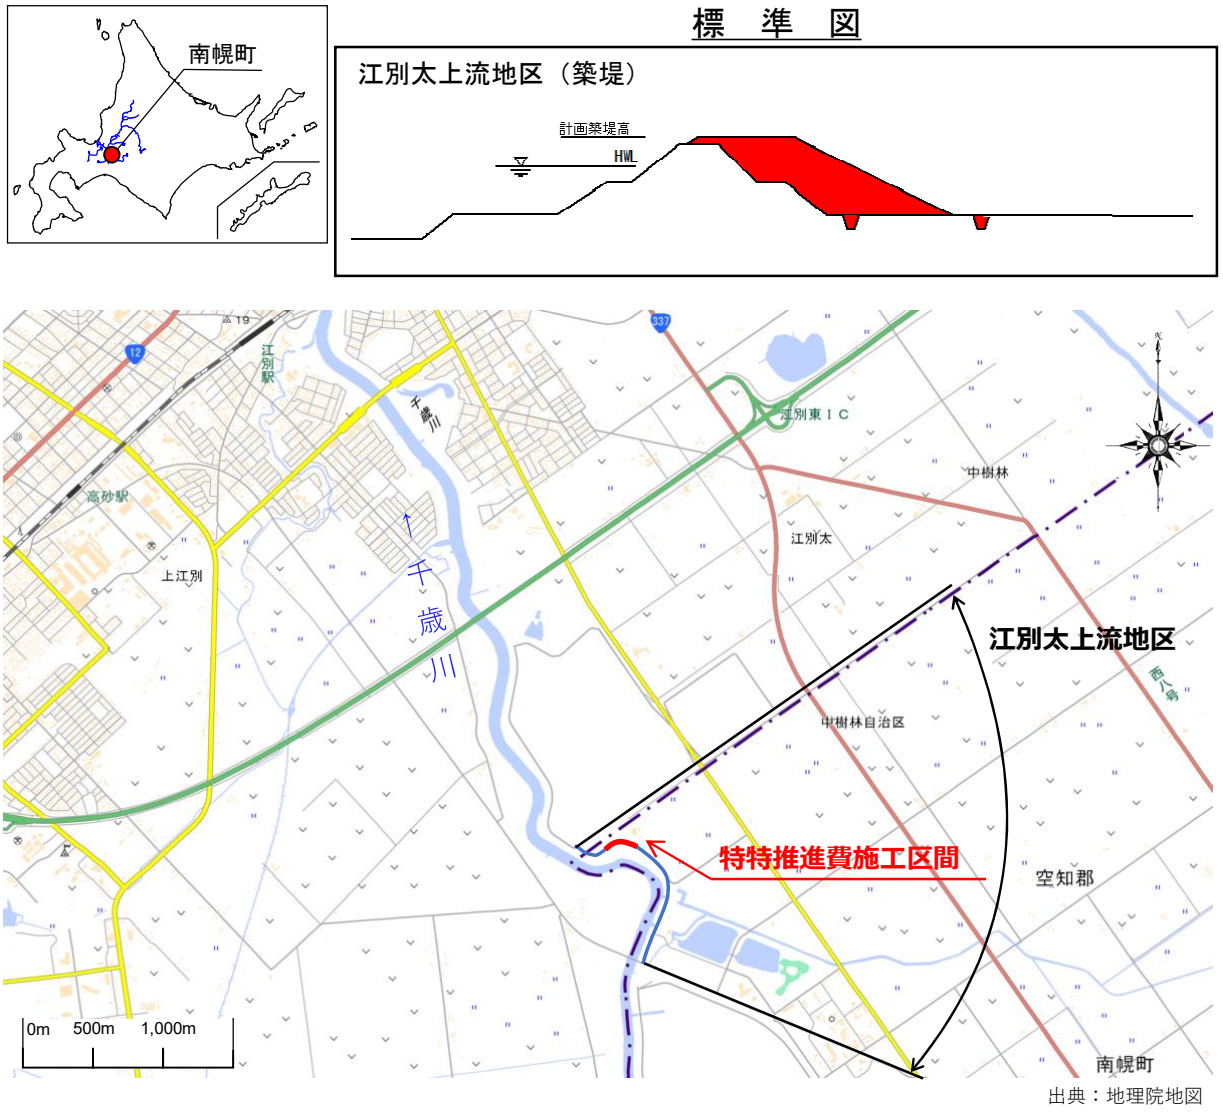 南幌町
標 準 図
江別太上流地区（築堤）
計画築堤高
HWL
19
江別駅
12
337
千歳川
江別東IC
中樹林
高砂駅
江別太
上江別
↑千歳川
江別太上流地区
西八号
中樹林自治区
特特推進費施工区間
空知郡
0m 500m 1,000m
南幌町
出典：地理院地図